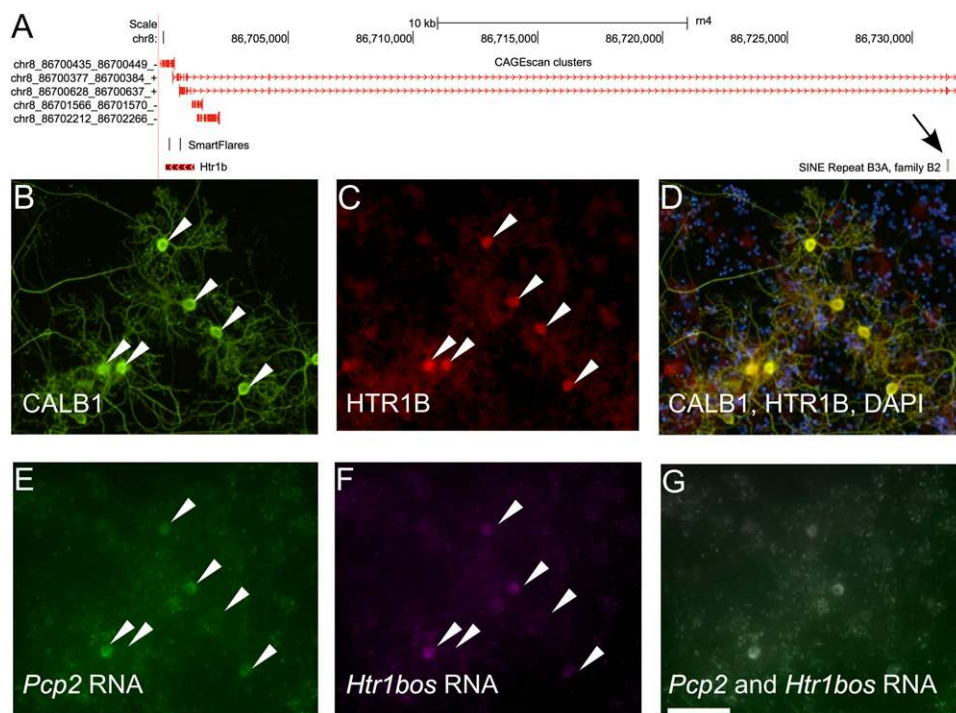 A
Scale
10 kb
rn4
chr8:
86,705,000
86,710,000
86,715,000
86,720,000
86,725,000
86,730,000
CAGEscan clusters
chr8_86700435_86700449_-
chr8_86700377_86700384_+
chr8_86700628_86700637_+
chr8_86701566_86701570_-
chr8_86702212_86702266_-
SmartFlares
Htr1b
SINE Repeat B3A, family B2
B
CALB1
C
HTR1B
D
CALB1, HTR1B, DAPI
E
Pcp2 RNA
F
Htr1bos RNA
G
Pcp2 and Htr1bos RNA